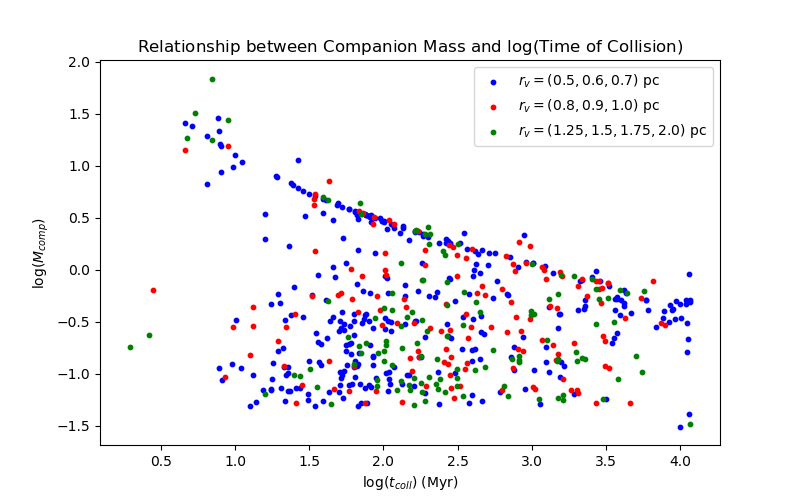 Relationship between Companion Mass and log(Time of Collision)
2.0
1.5
1.0
0.5
0.0
−0.5
−1.0
−1.5
log(M_comp)
r_v = (0.5, 0.6, 0.7) pc
r_v = (0.8, 0.9, 1.0) pc
r_v = (1.25, 1.5, 1.75, 2.0) pc
0.5 1.0 1.5 2.0 2.5 3.0 3.5 4.0
log(t_coll) (Myr)